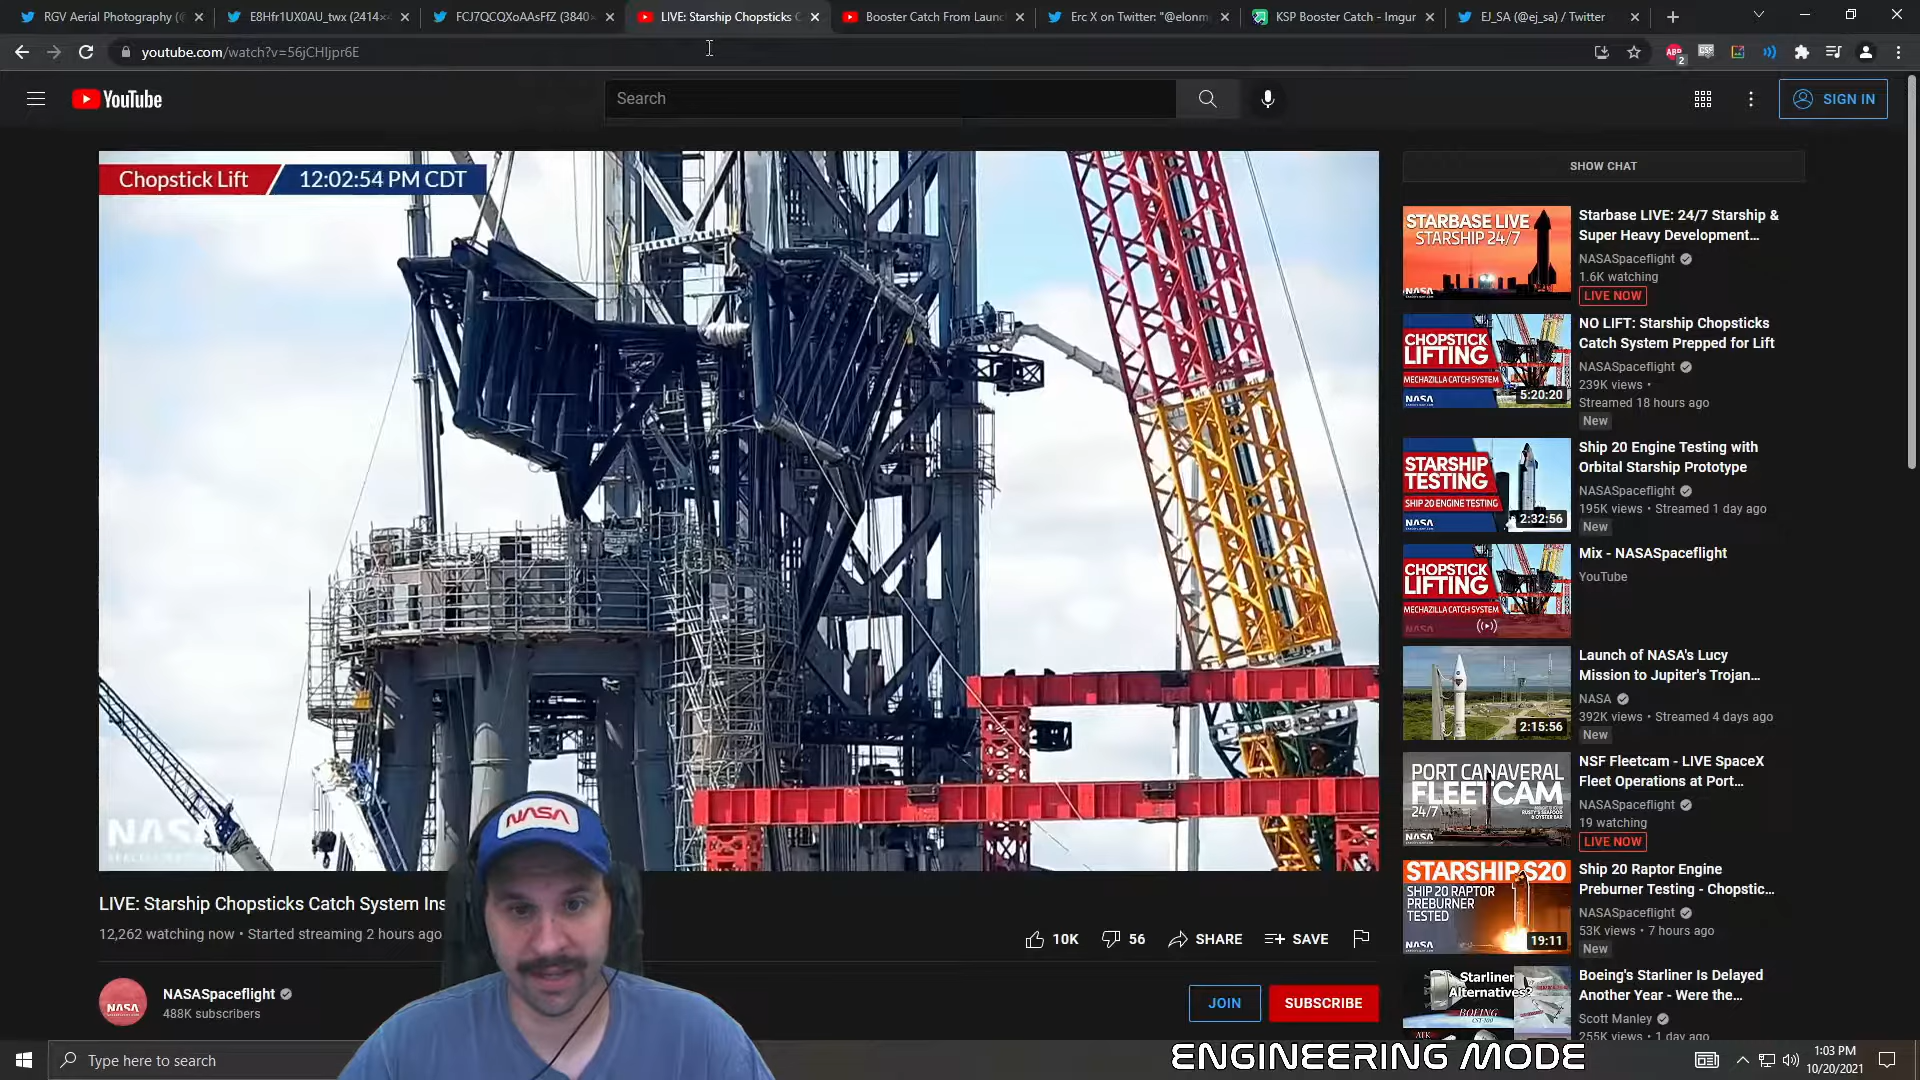 RGV Aerial Photography (@
E8Hfr1UX0AU_twx (2414×
FCJ7QCQXoAAsFfZ (3840×
LIVE: Starship Chopsticks C
Booster Catch From Launc
Erc X on Twitter: "@elonm
KSP Booster Catch - Imgur
EJ_SA (@ej_sa) / Twitter
youtube.com/watch?v=56jCHIjpr6E
YouTube
Search
SIGN IN
Chopstick Lift 12:02:54 PM CDT
SHOW CHAT
STARBASE LIVE
STARSHIP 24/7
Starbase LIVE: 24/7 Starship &
Super Heavy Development...
NASASpaceflight
1.6K watching
LIVE NOW
CHOPSTICK
LIFTING
MECHAZILLA CATCH SYSTEM
5:20:20
NO LIFT: Starship Chopsticks
Catch System Prepped for Lift
NASASpaceflight
239K views •
Streamed 18 hours ago
New
STARSHIP
TESTING
SHIP 20 ENGINE TESTING
2:32:56
Ship 20 Engine Testing with
Orbital Starship Prototype
NASASpaceflight
195K views • Streamed 1 day ago
New
CHOPSTICK
LIFTING
MECHAZILLA CATCH SYSTEM
Mix - NASASpaceflight
YouTube
2:15:56
Launch of NASA's Lucy
Mission to Jupiter's Trojan...
NASA
392K views • Streamed 4 days ago
New
PORT CANAVERAL
FLEETCAM
24/7
NSF Fleetcam - LIVE SpaceX
Fleet Operations at Port...
NASASpaceflight
19 watching
LIVE NOW
STARSHIP S20
SHIP 20 RAPTOR
PREBURNER
TESTED
19:11
Ship 20 Raptor Engine
Preburner Testing - Chopstic...
NASASpaceflight
53K views • 7 hours ago
New
Starliner
Alternatives?
BOEING
Boeing's Starliner Is Delayed
Another Year - Were the...
Scott Manley
255K views • 1 day ago
NASA
NASA
LIVE: Starship Chopsticks Catch System Ins
12,262 watching now • Started streaming 2 hours ago
10K
56
SHARE
SAVE
NASA
NASASpaceflight
488K subscribers
JOIN
SUBSCRIBE
ENGINEERING MODE
Type here to search
1:03 PM
10/20/2021